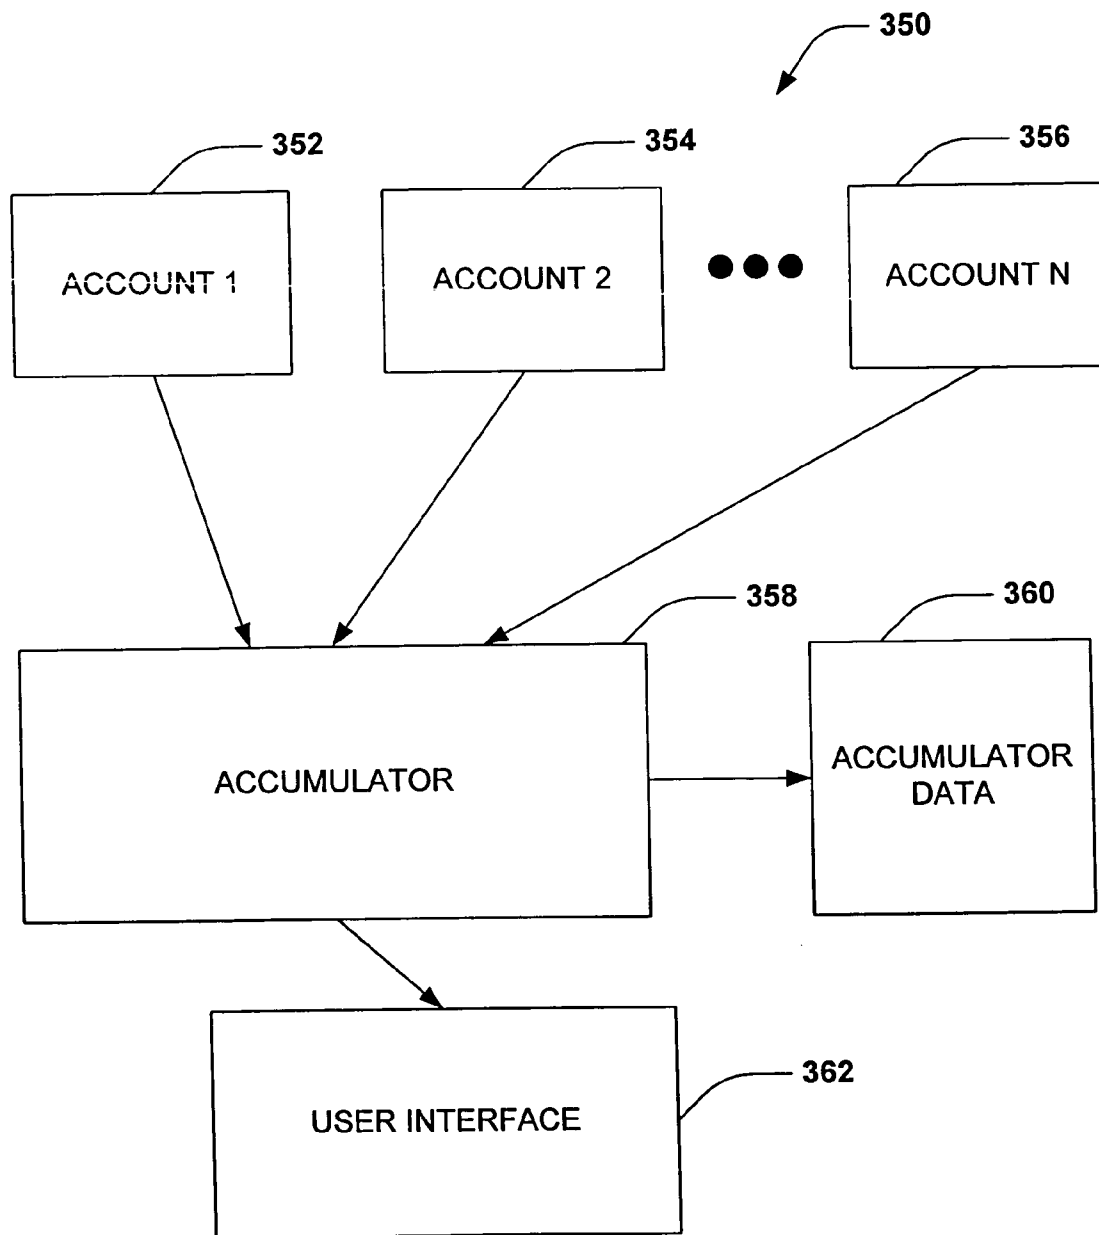 350
352
354
356
ACCOUNT 1
ACCOUNT 2
ACCOUNT N
358
360
ACCUMULATOR
ACCUMULATOR
DATA
362
USER INTERFACE